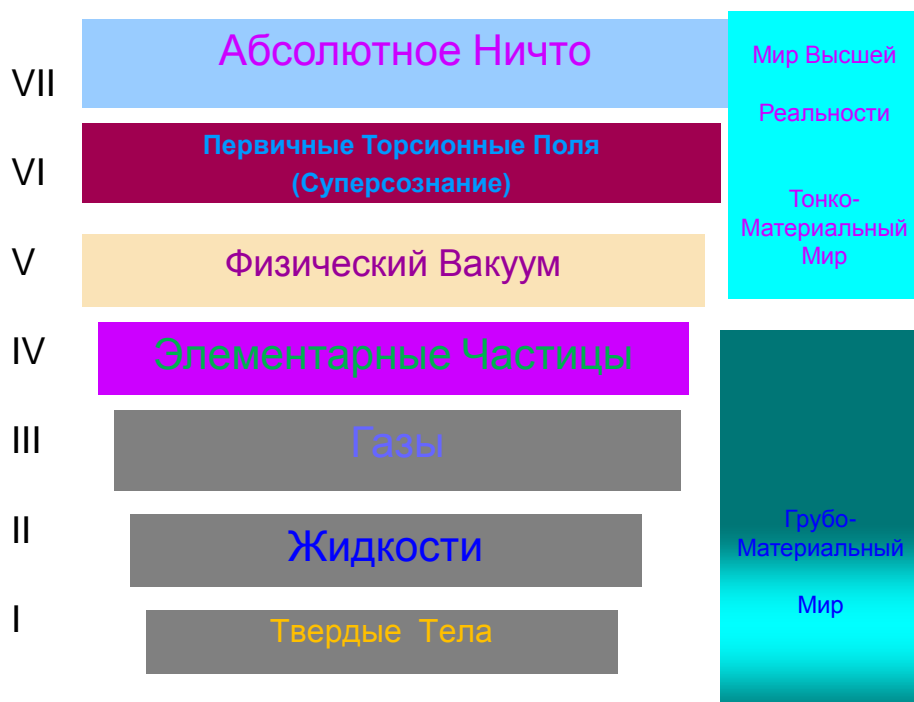 VII
Абсолютное Ничто
Мир Высшей
Реальности
VI
Первичные Торсионные Поля
(Суперсознание)
Тонко-
Материальный
Мир
V
Физический Вакуум
IV
Элементарные Частицы
III
Газы
II
Жидкости
Грубо-
Материальный
Мир
I
Твердые Тела